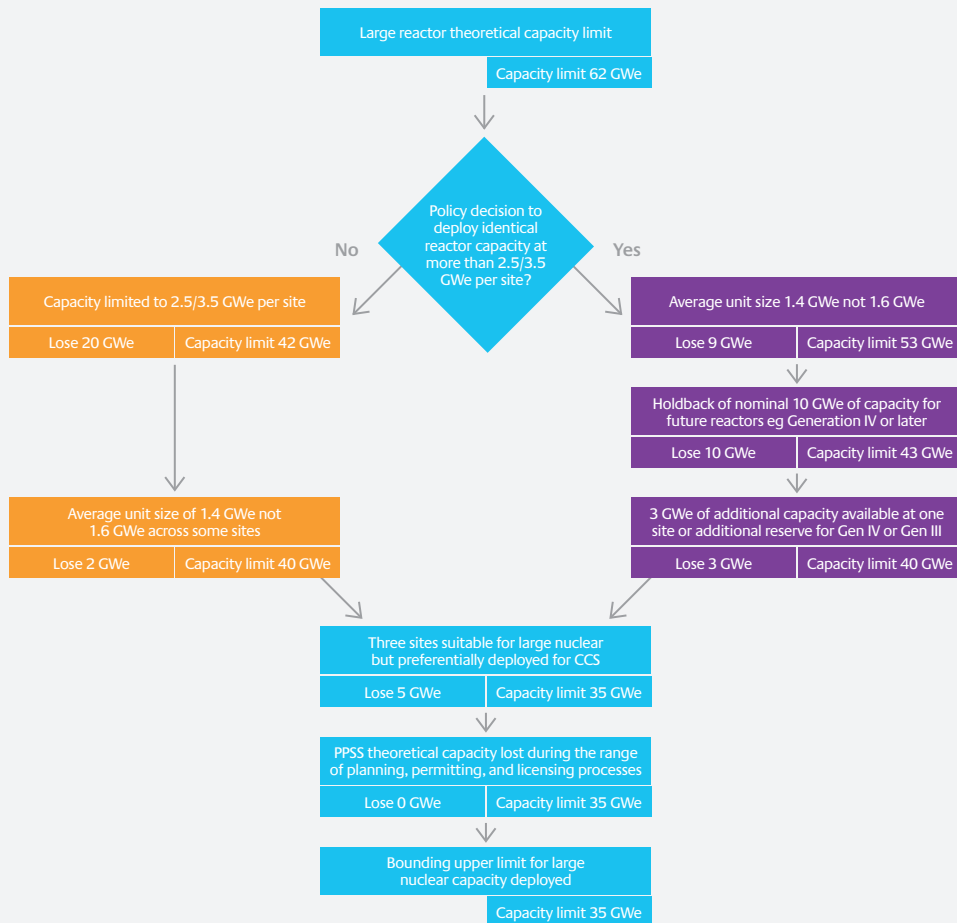 Large reactor theoretical capacity limit
Capacity limit 62 GWe
Policy decision to
deploy identical
reactor capacity at
more than 2.5/3.5
GWe per site?
No
Yes
Capacity limited to 2.5/3.5 GWe per site
Lose 20 GWe
Capacity limit 42 GWe
Average unit size 1.4 GWe not 1.6 GWe
Lose 9 GWe
Capacity limit 53 GWe
Holdback of nominal 10 GWe of capacity for
future reactors eg Generation IV or later
Lose 10 GWe
Capacity limit 43 GWe
Average unit size of 1.4 GWe not
1.6 GWe across some sites
Lose 2 GWe
Capacity limit 40 GWe
3 GWe of additional capacity available at one
site or additional reserve for Gen IV or Gen III
Lose 3 GWe
Capacity limit 40 GWe
Three sites suitable for large nuclear
but preferentially deployed for CCS
Lose 5 GWe
Capacity limit 35 GWe
PPSS theoretical capacity lost during the range
of planning, permitting, and licensing processes
Lose 0 GWe
Capacity limit 35 GWe
Bounding upper limit for large
nuclear capacity deployed
Capacity limit 35 GWe